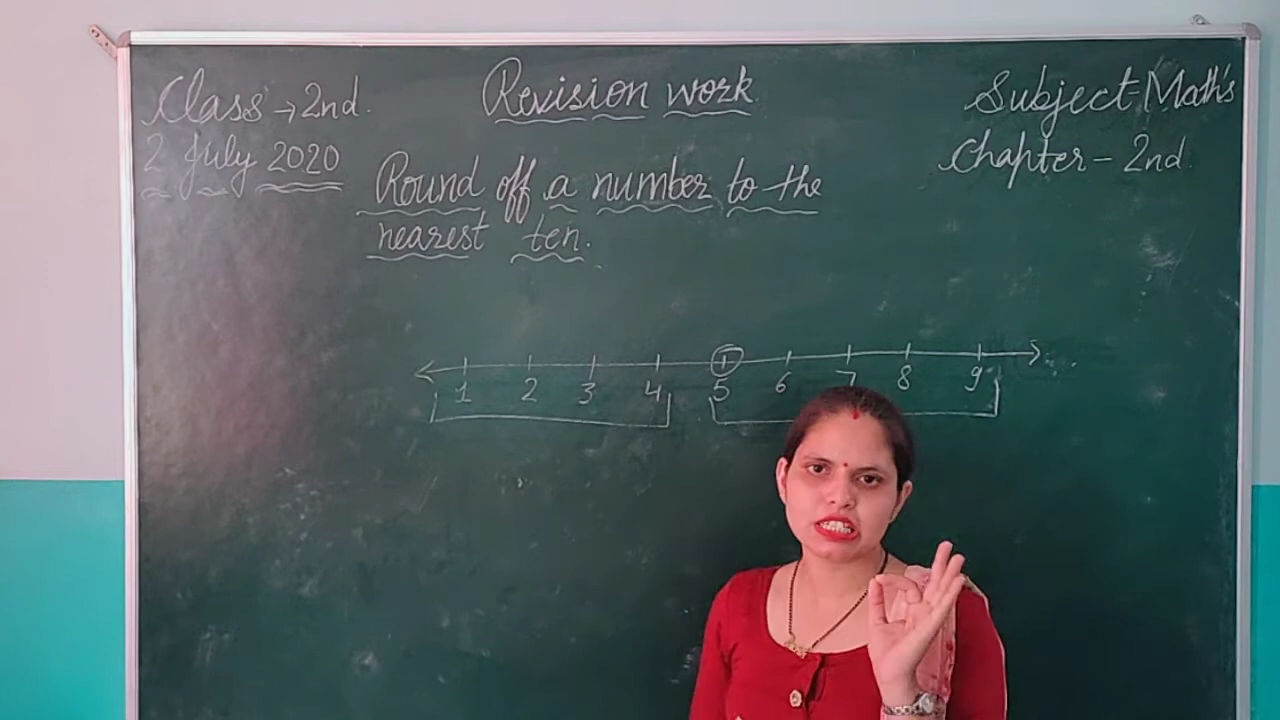 Class → 2nd.
Revision work
Subject-Math's
2 July 2020
Chapter - 2nd
Round off a number to the
nearest ten.
1 2 3 4 5 6 7 8 9